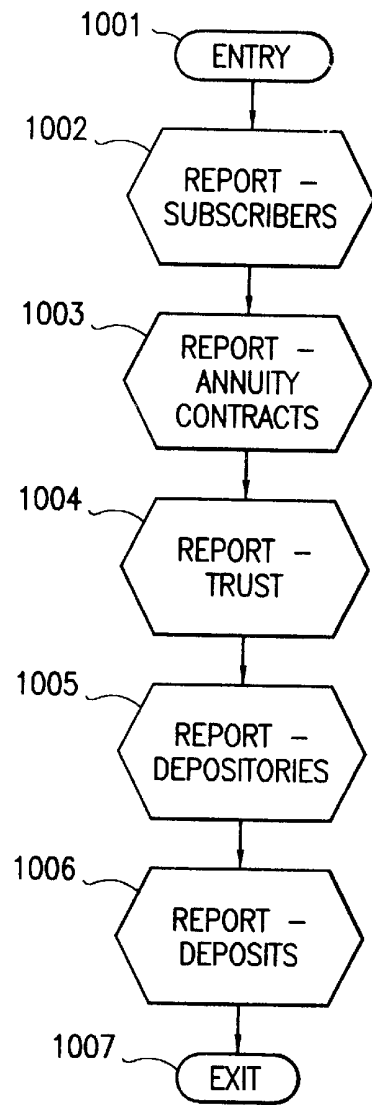 1001
ENTRY
1002
REPORT –
SUBSCRIBERS
1003
REPORT –
ANNUITY
CONTRACTS
1004
REPORT –
TRUST
1005
REPORT –
DEPOSITORIES
1006
REPORT –
DEPOSITS
1007
EXIT